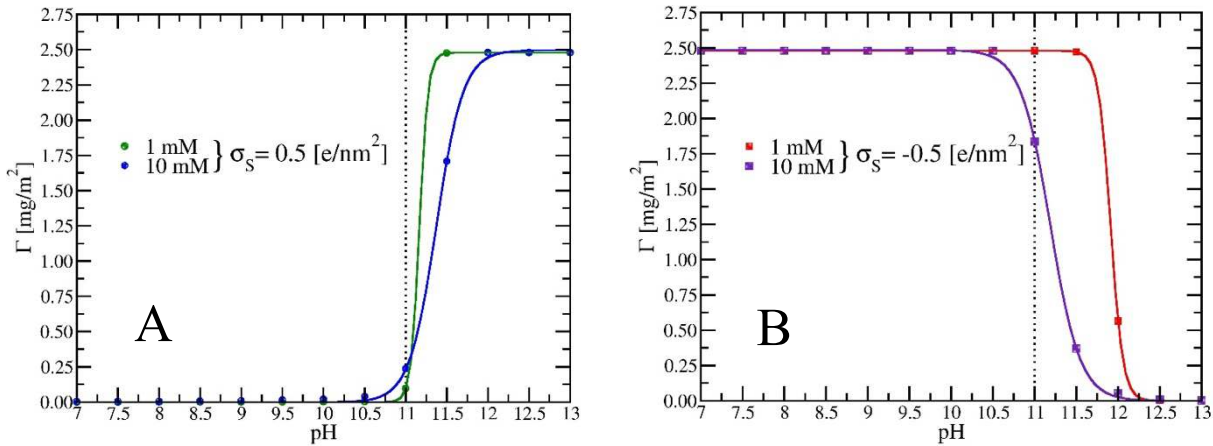 2.75
2.50
2.25
2.00
1.75
1.50
1.25
1.00
0.75
0.50
0.25
0.00
Γ [mg/m²]
1 mM
10 mM } σS= 0.5 [e/nm²]
A
7 7.5 8 8.5 9 9.5 10 10.5 11 11.5 12 12.5 13
pH
2.75
2.50
2.25
2.00
1.75
1.50
1.25
1.00
0.75
0.50
0.25
0.00
Γ [mg/m²]
1 mM
10 mM } σS = -0.5 [e/nm²]
B
7 7.5 8 8.5 9 9.5 10 10.5 11 11.5 12 12.5 13
pH